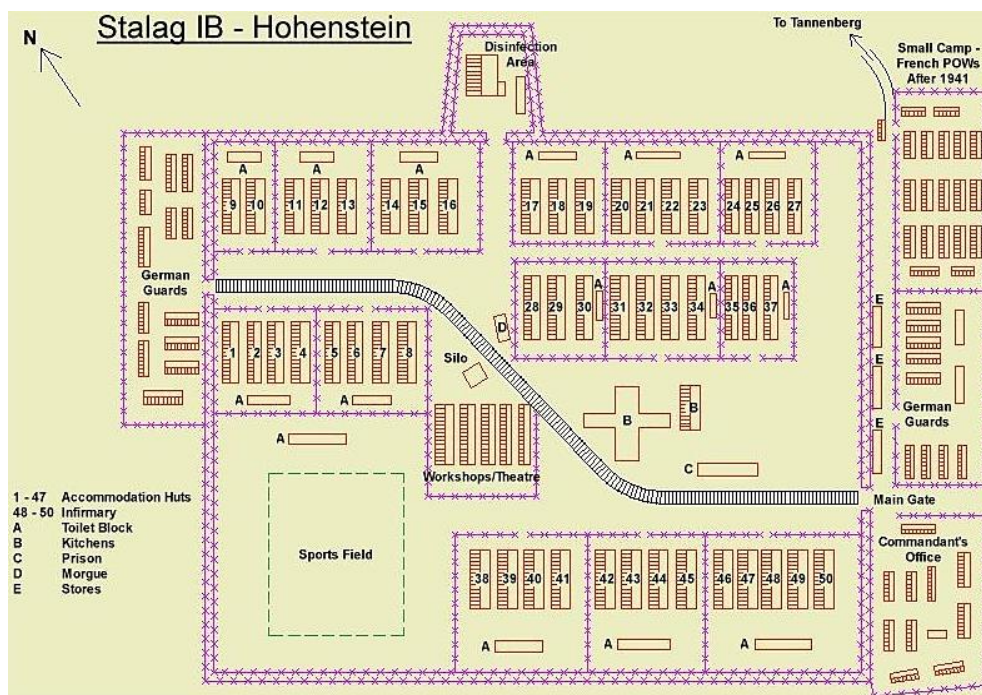 Stalag IB - Hohenstein
N
To Tannenberg
Disinfection
Area
Small Camp -
French POWs
After 1941
A A A A A A
9 10 11 12 13 14 15 16 17 18 19 20 21 22 23 24 25 26 27
German
Guards
A A A
28 29 30 31 32 33 34 35 36 37
E
D
1 2 3 4 5 6 7 8
Silo
E
A A
B B
German
Guards
E
A
C
Workshops/Theatre
Main Gate
1 - 47 Accommodation Huts
48 - 50 Infirmary
A Toilet Block
B Kitchens
C Prison
D Morgue
E Stores
Sports Field
Commandant's
Office
38 39 40 41 42 43 44 45 46 47 48 49 50
A A A